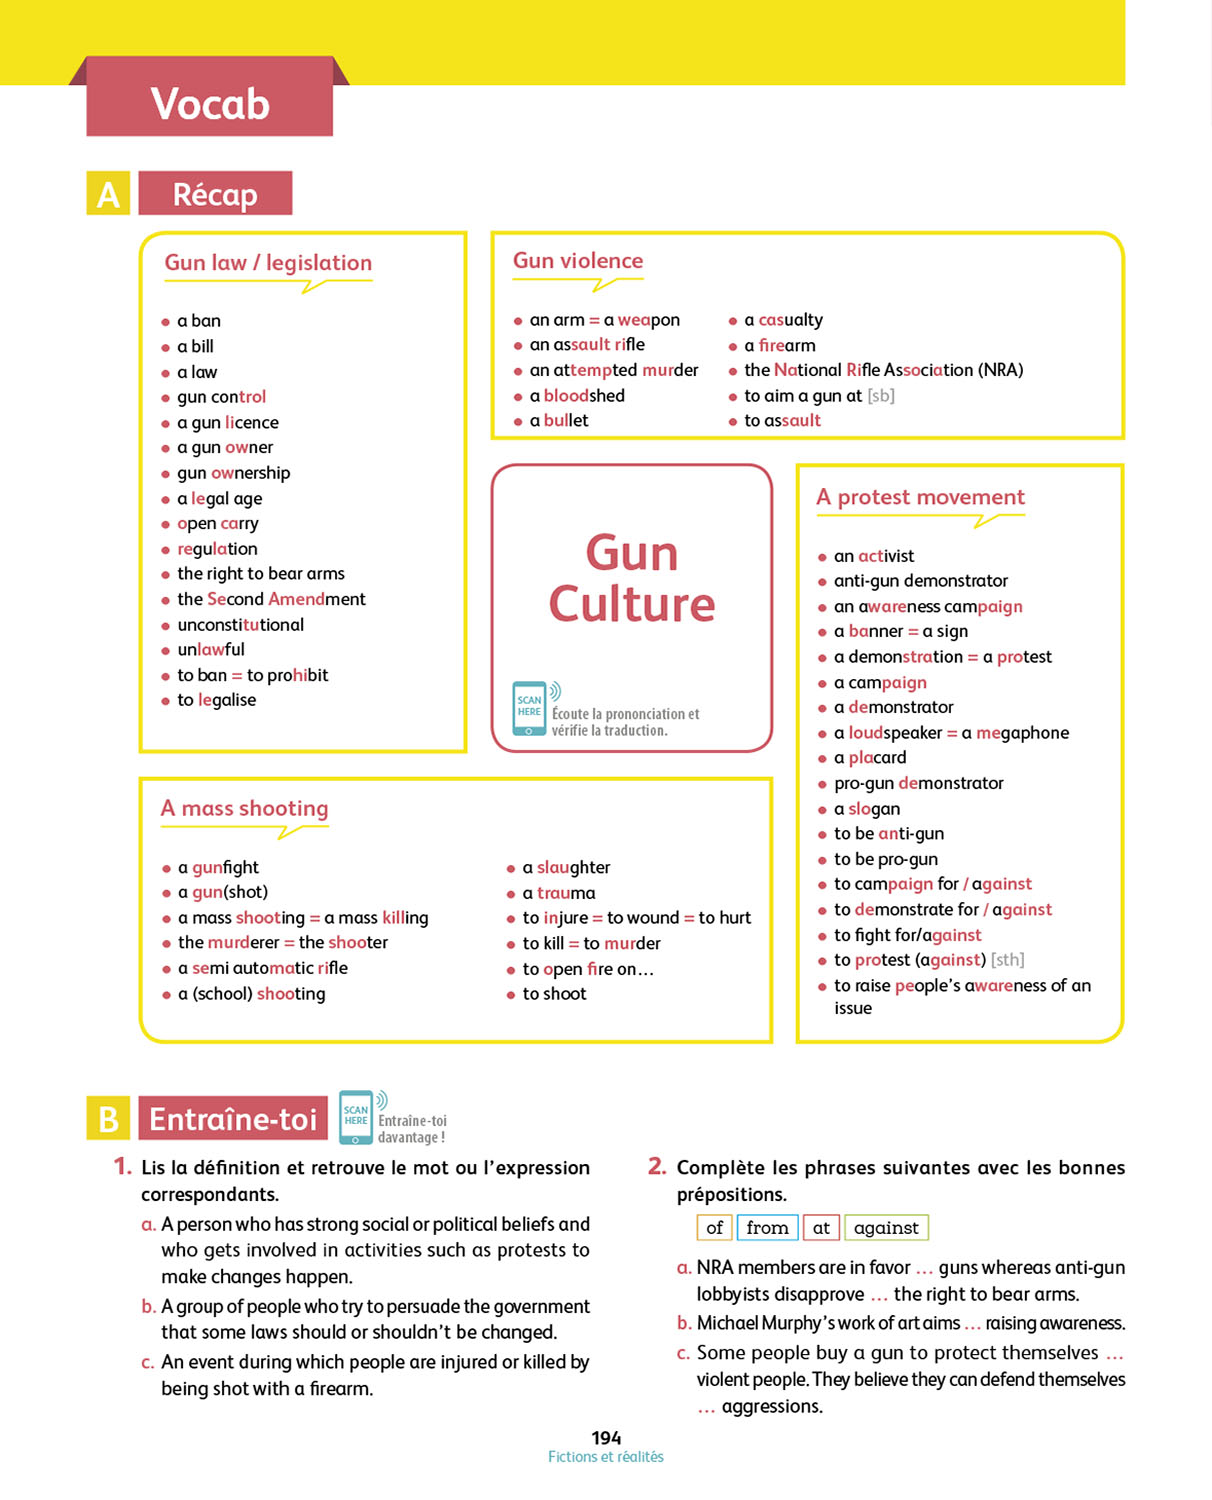 Vocab
A Récap
Gun law / legislation
• a ban
• a bill
• a law
• gun control
• a gun licence
• a gun owner
• gun ownership
• a legal age
• open carry
• regulation
• the right to bear arms
• the Second Amendment
• unconstitutional
• unlawful
• to ban = to prohibit
• to legalise
Gun violence
• an arm = a weapon
• an assault rifle
• an attempted murder
• a bloodshed
• a bullet
• a casualty
• a firearm
• the National Rifle Association (NRA)
• to aim a gun at [sb]
• to assault
Gun
Culture
SCAN
HERE
Écoute la prononciation et
vérifie la traduction.
A protest movement
• an activist
• anti-gun demonstrator
• an awareness campaign
• a banner = a sign
• a demonstration = a protest
• a campaign
• a demonstrator
• a loudspeaker = a megaphone
• a placard
• pro-gun demonstrator
• a slogan
• to be anti-gun
• to be pro-gun
• to campaign for / against
• to demonstrate for / against
• to fight for/against
• to protest (against) [sth]
• to raise people's awareness of an
issue
A mass shooting
• a gunfight
• a gun(shot)
• a mass shooting = a mass killing
• the murderer = the shooter
• a semi automatic rifle
• a (school) shooting
• a slaughter
• a trauma
• to injure = to wound = to hurt
• to kill = to murder
• to open fire on…
• to shoot
B Entraîne-toi
SCAN
HERE
Entraîne-toi
davantage !
1. Lis la définition et retrouve le mot ou l'expression
correspondants.
a. A person who has strong social or political beliefs and
who gets involved in activities such as protests to
make changes happen.
b. A group of people who try to persuade the government
that some laws should or shouldn't be changed.
c. An event during which people are injured or killed by
being shot with a firearm.
2. Complète les phrases suivantes avec les bonnes
prépositions.
of from at against
a. NRA members are in favor … guns whereas anti-gun
lobbyists disapprove … the right to bear arms.
b. Michael Murphy's work of art aims … raising awareness.
c. Some people buy a gun to protect themselves …
violent people. They believe they can defend themselves
… aggressions.
194
Fictions et réalités